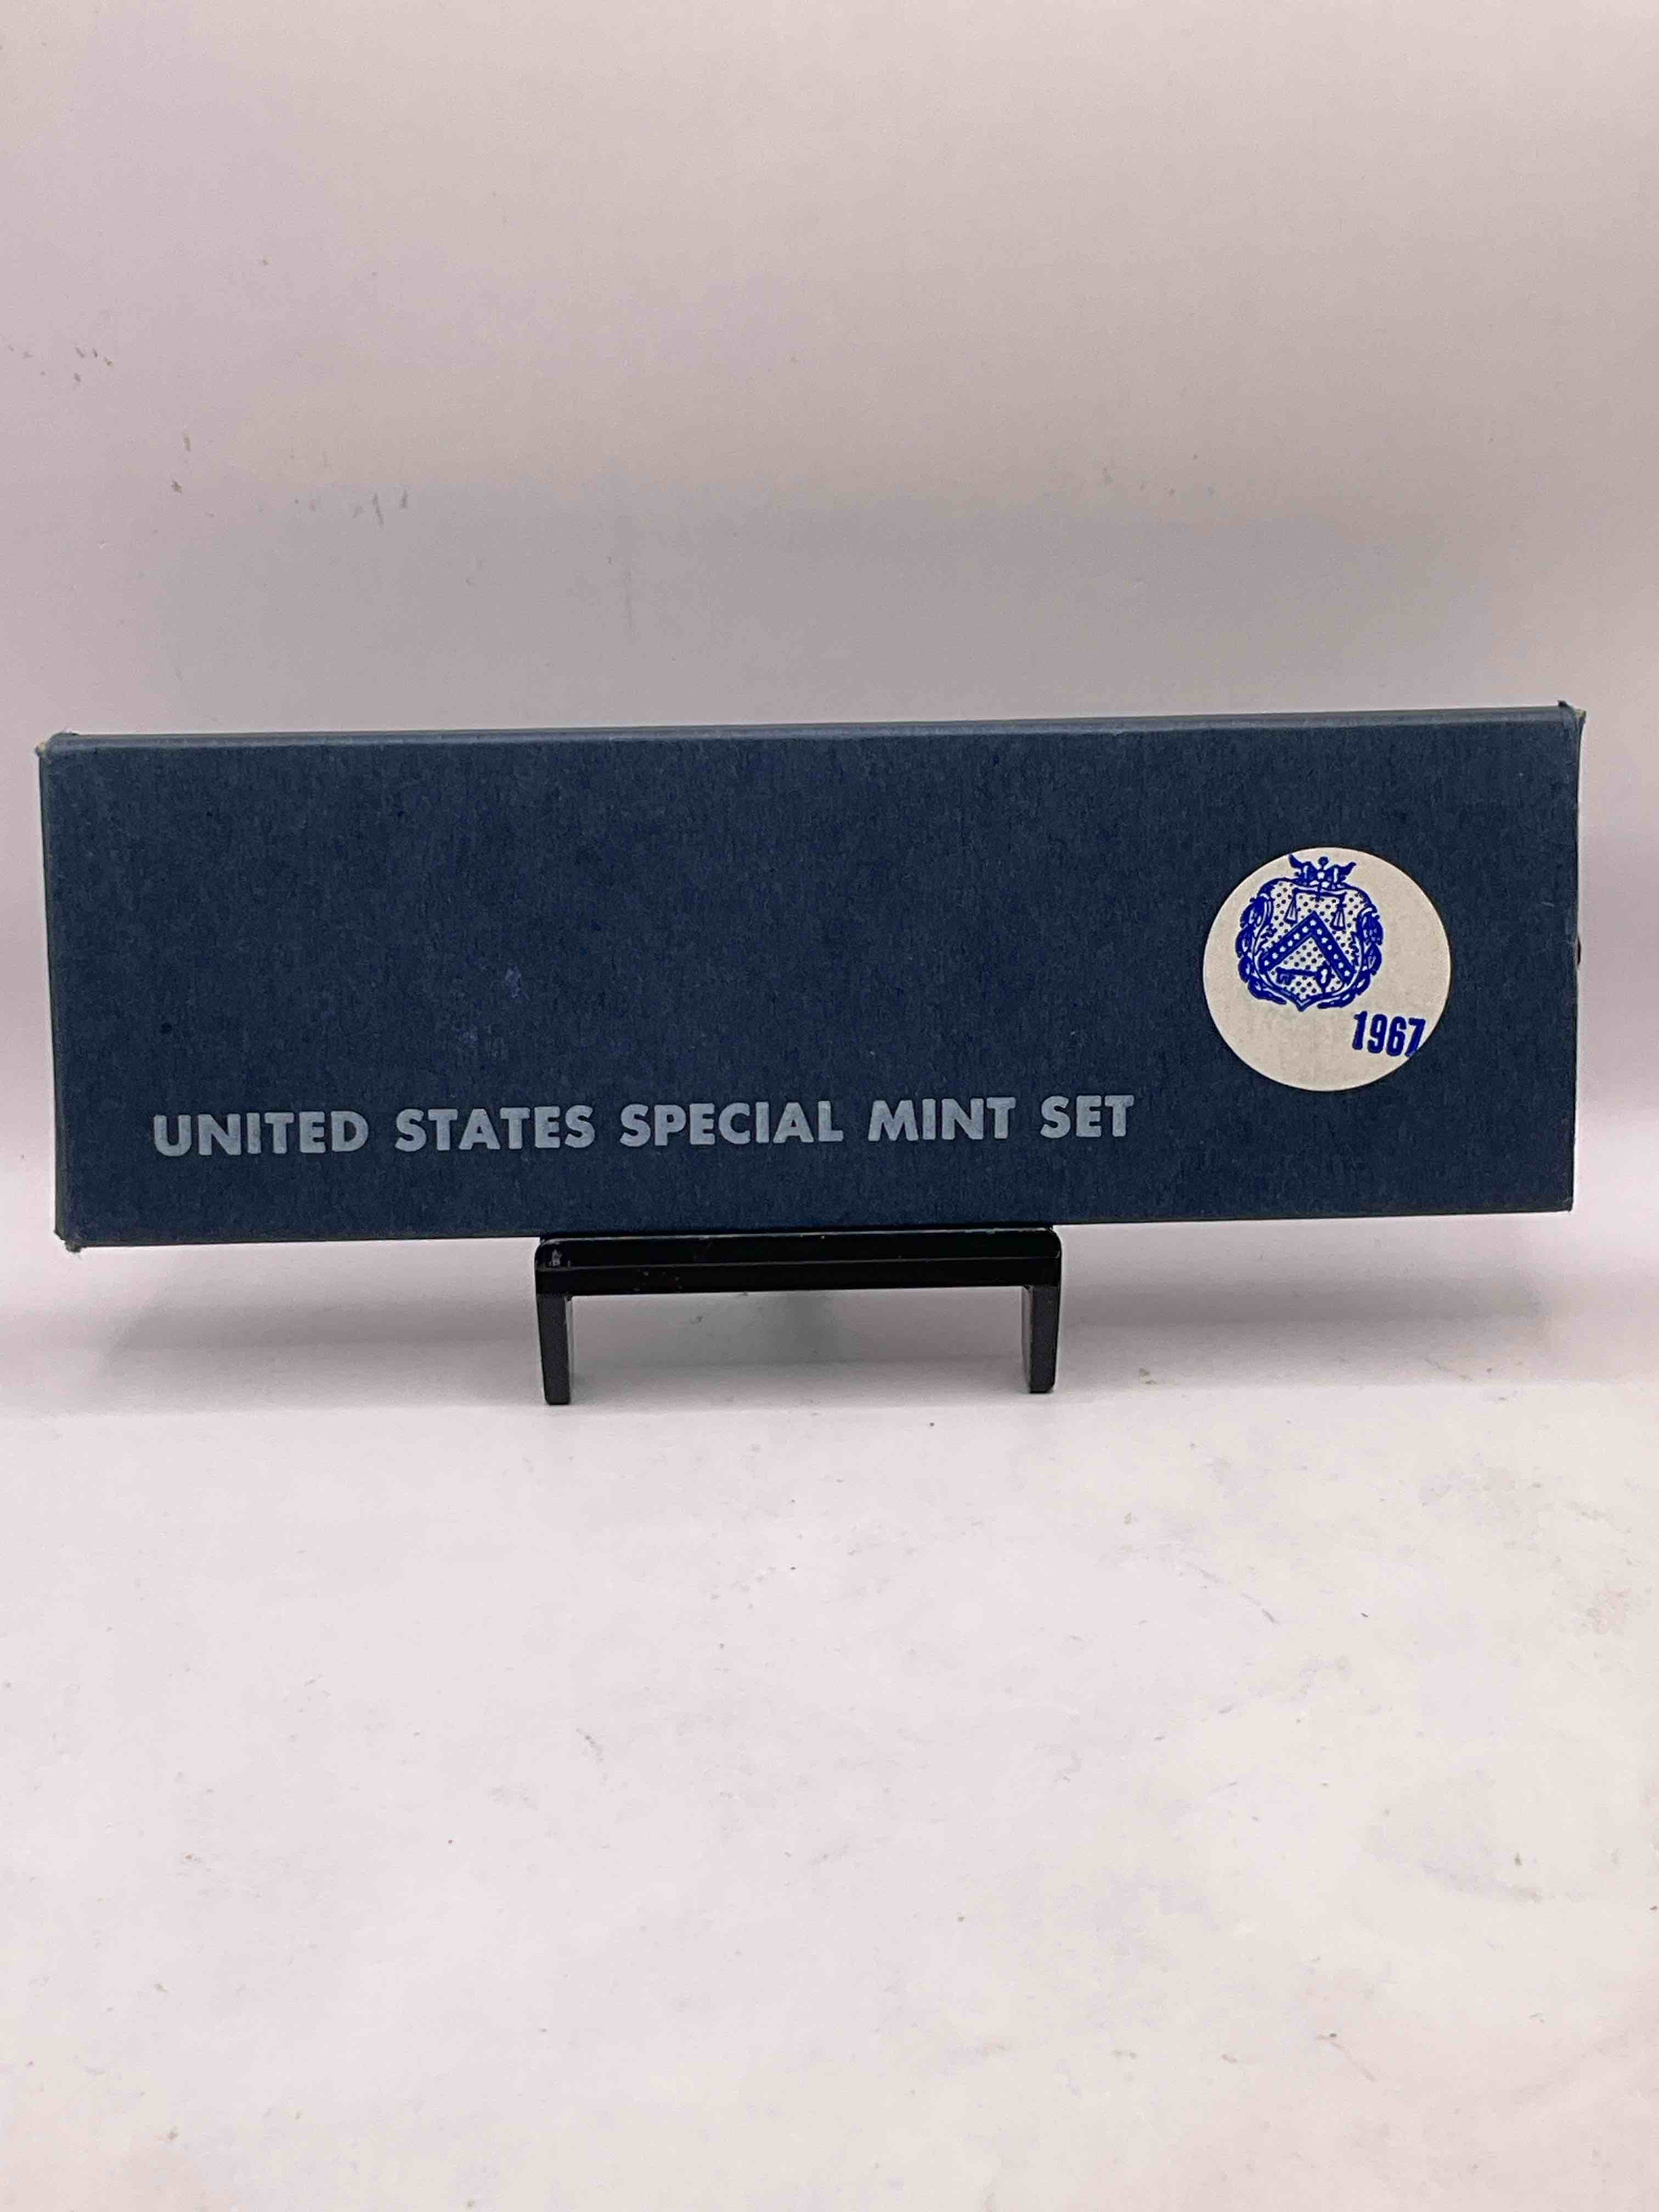 1967
UNITED STATES SPECIAL MINT SET